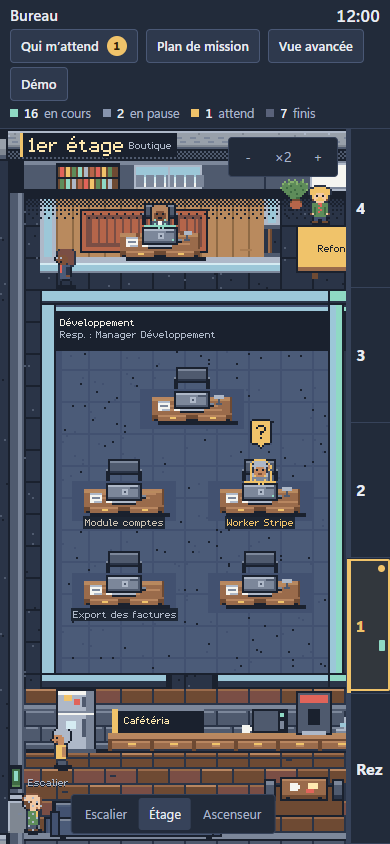 Bureau 12:00
Qui m'attend 1 Plan de mission Vue avancée
Démo
16 en cours 2 en pause 1 attend 7 finis
1er étage Boutique
- ×2 +
4
Refon
Développement
Resp. : Manager Développement
3
?
2
Module comptes Worker Stripe
1
Export des factures
Cafétéria
Rez
Escalier
Escalier Étage Ascenseur